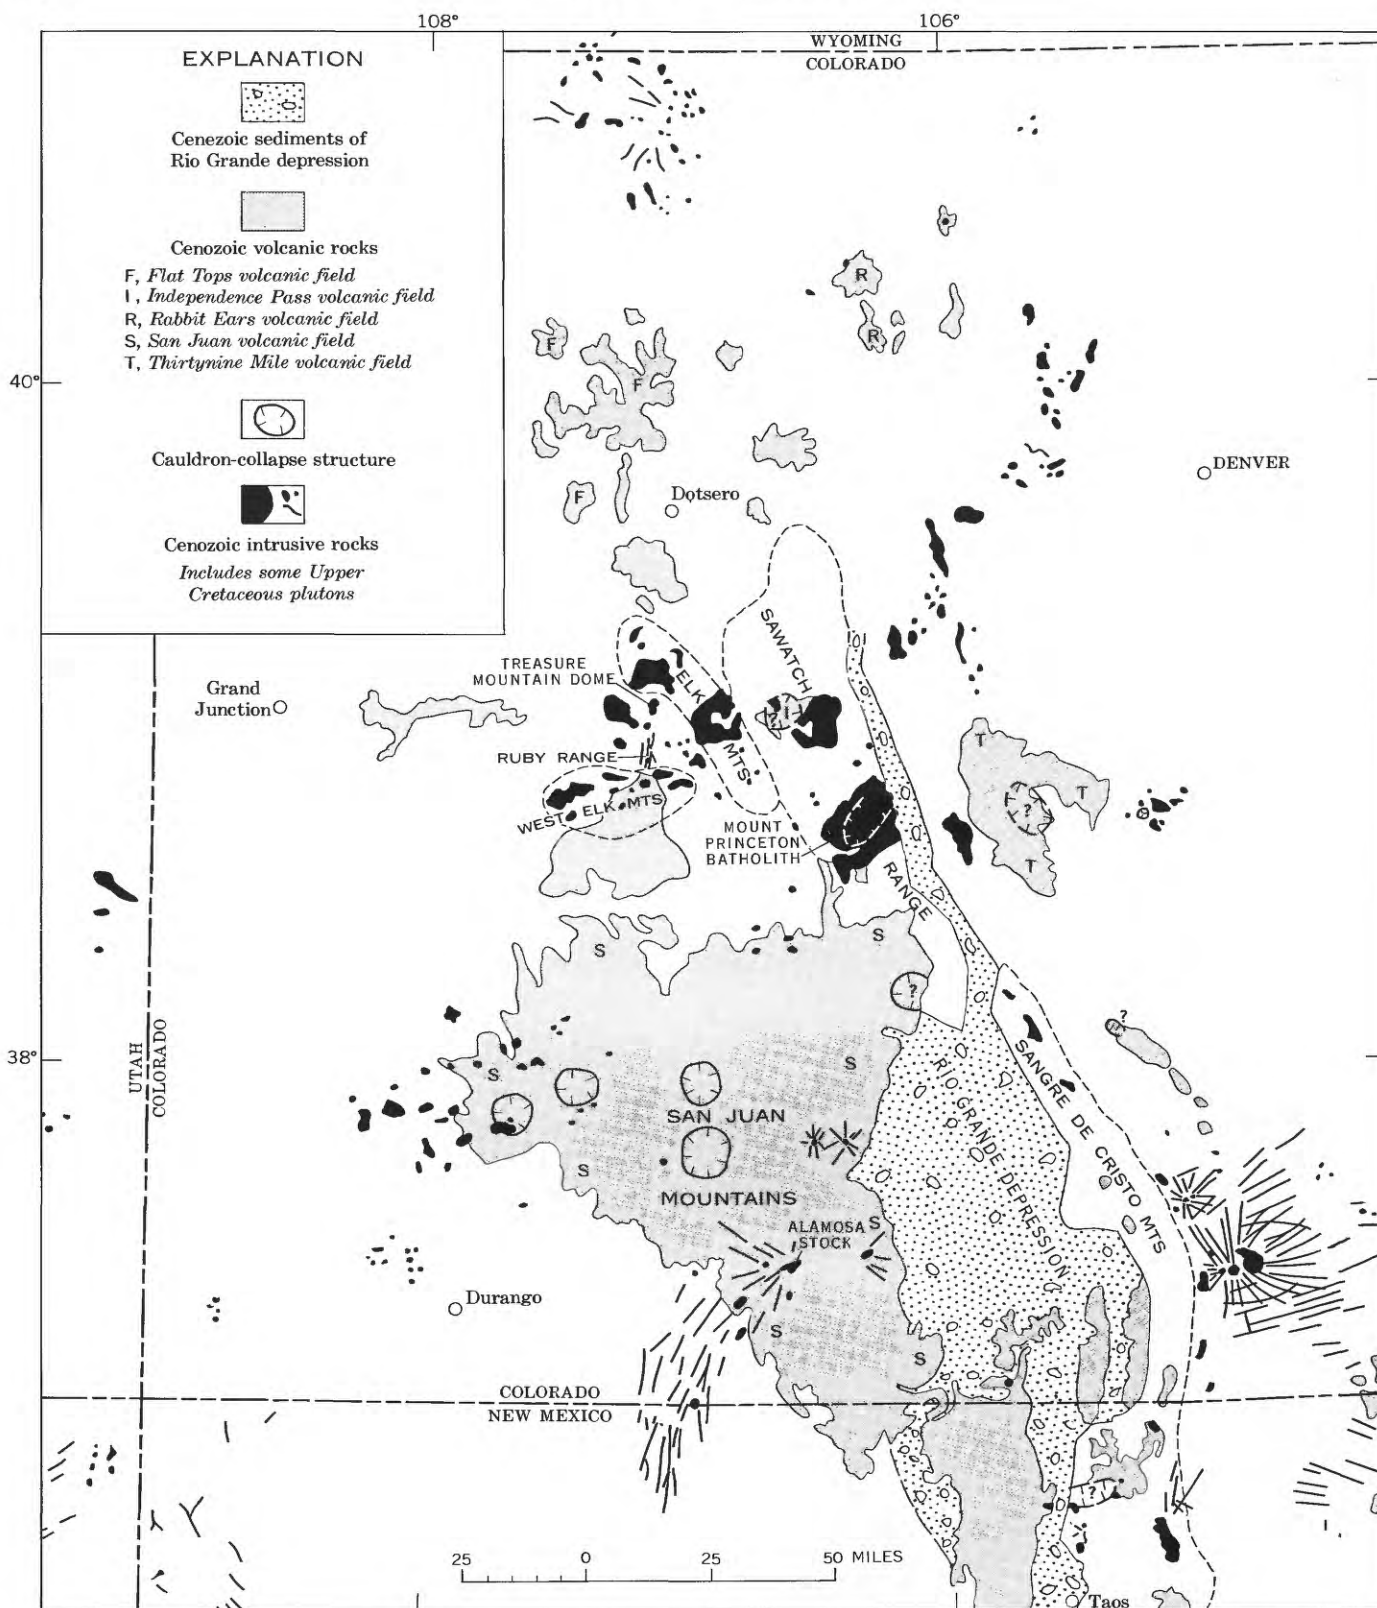 108°
106°
WYOMING
COLORADO
EXPLANATION
Cenezoic sediments of
Rio Grande depression
Cenozoic volcanic rocks
F, Flat Tops volcanic field
I, Independence Pass volcanic field
R, Rabbit Ears volcanic field
S, San Juan volcanic field
T, Thirtynine Mile volcanic field
Cauldron-collapse structure
Cenozoic intrusive rocks
Includes some Upper
Cretaceous plutons
R
R
F
F
F
40°
DENVER
Dotsero
SAWATCH
RANGE
TREASURE
MOUNTAIN DOME
ELK
MTS
Grand
Junction
?
I
RUBY RANGE
WEST ELK MTS
MOUNT
PRINCETON
BATHOLITH
T
T
T
?
S
S
?
?
38°
UTAH
COLORADO
S
S
SAN JUAN
MOUNTAINS
S
RIO GRANDE DEPRESSION
SANGRE DE CRISTO MTS
ALAMOSA
STOCK
S
Durango
S
S
COLORADO
NEW MEXICO
?
25 0 25 50 MILES
Taos